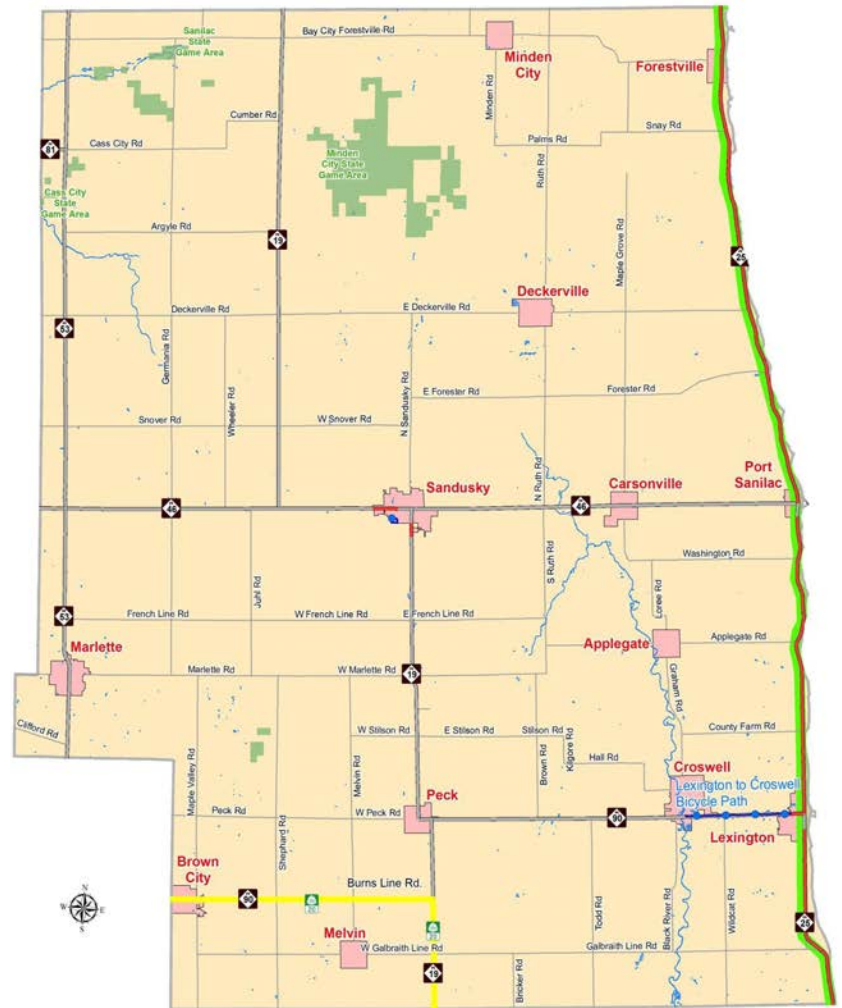 Sanilac
State
Game Area
Bay City Forestville Rd
Minden
City
Forestville
Minden Rd
Cumber Rd
Snay Rd
Palms Rd
81
Cass City Rd
Minden
City State
Game Area
Ruth Rd
Cass City
State
Game Area
Maple Grove Rd
Argyle Rd
19
25
Deckerville
Deckerville Rd
E Deckerville Rd
53
Germania Rd
Wheeler Rd
N Sandusky Rd
E Forester Rd
Forester Rd
Snover Rd
W Snover Rd
N Ruth Rd
Sandusky
Carsonville
Port
Sanilac
46
46
Washington Rd
S Ruth Rd
Juhl Rd
Loree Rd
53
French Line Rd
W French Line Rd
E French Line Rd
Marlette
Applegate
Applegate Rd
Marlette Rd
W Marlette Rd
19
Graham Rd
Clifford Rd
W Stilson Rd
E Stilson Rd
Stilson Rd
County Farm Rd
Maple Valley Rd
Melvin Rd
Brown Rd
Kilgore Rd
Hall Rd
Croswell
Lexington to Croswell
Bicycle Path
Peck
Peck Rd
W Peck Rd
90
Lexington
Shephard Rd
Brown
City
Burns Line Rd.
90
20
Todd Rd
Black River Rd
Wildcat Rd
N
W
E
S
25
20
Melvin
W Galbraith Line Rd
Galbraith Line Rd
19
Bricker Rd